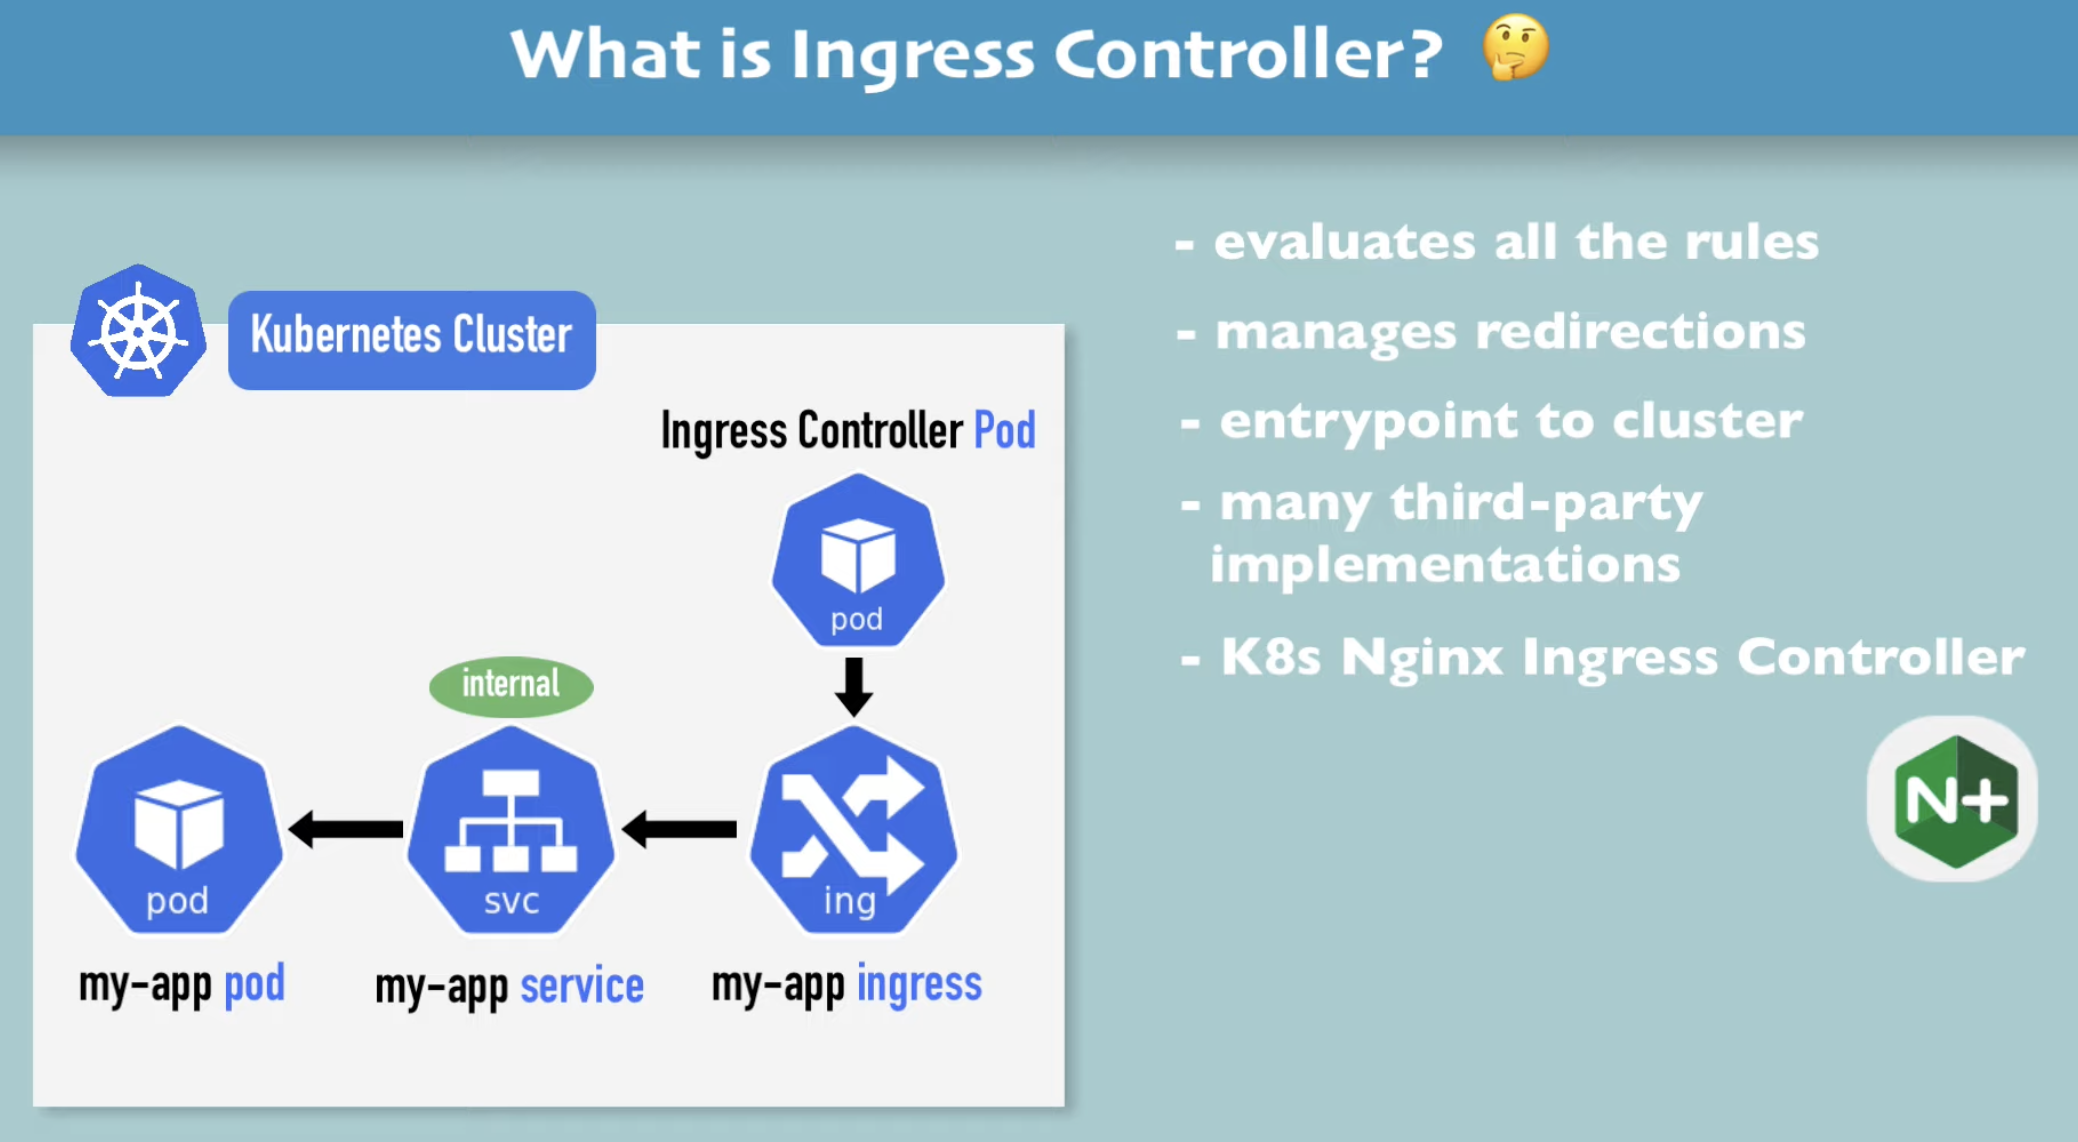 What is Ingress Controller? 🤔
Kubernetes Cluster
Ingress Controller Pod
pod
internal
pod
svc
ing
my-app pod
my-app service
my-app ingress
- evaluates all the rules
- manages redirections
- entrypoint to cluster
- many third-party
implementations
- K8s Nginx Ingress Controller
N+